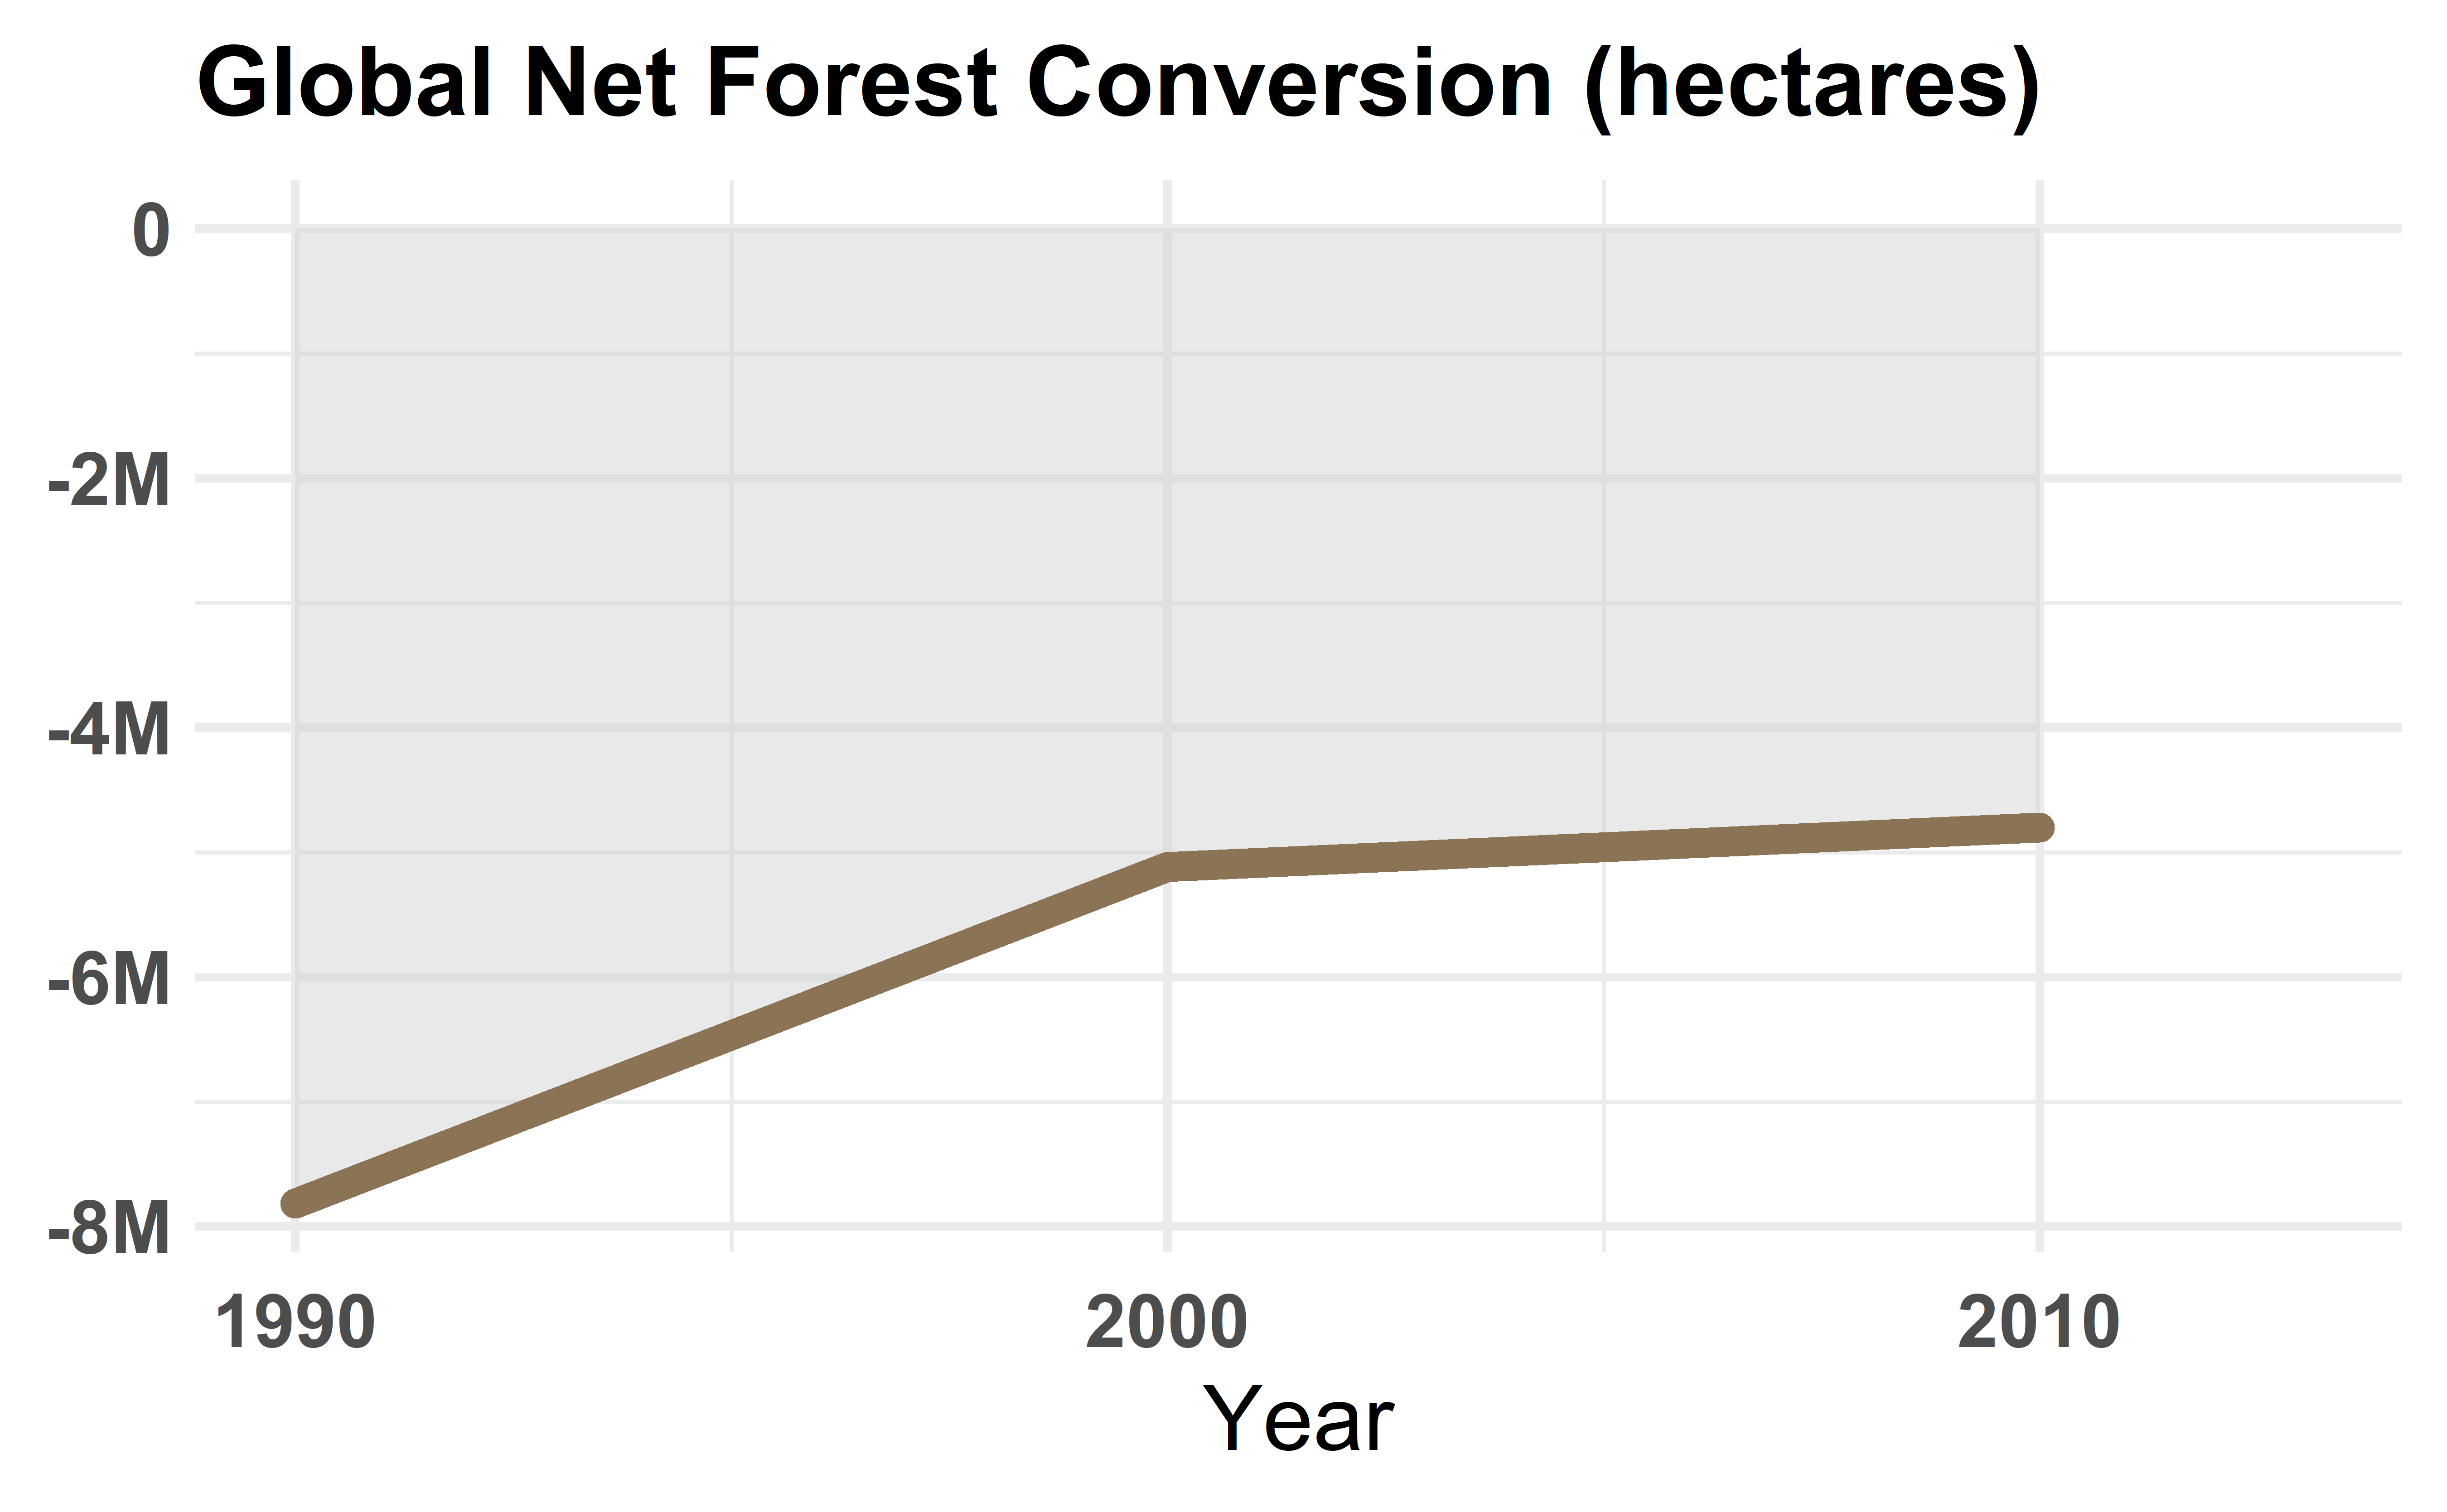 Global Net Forest Conversion (hectares)
0
-2M
-4M
-6M
-8M
1990 2000 2010
Year